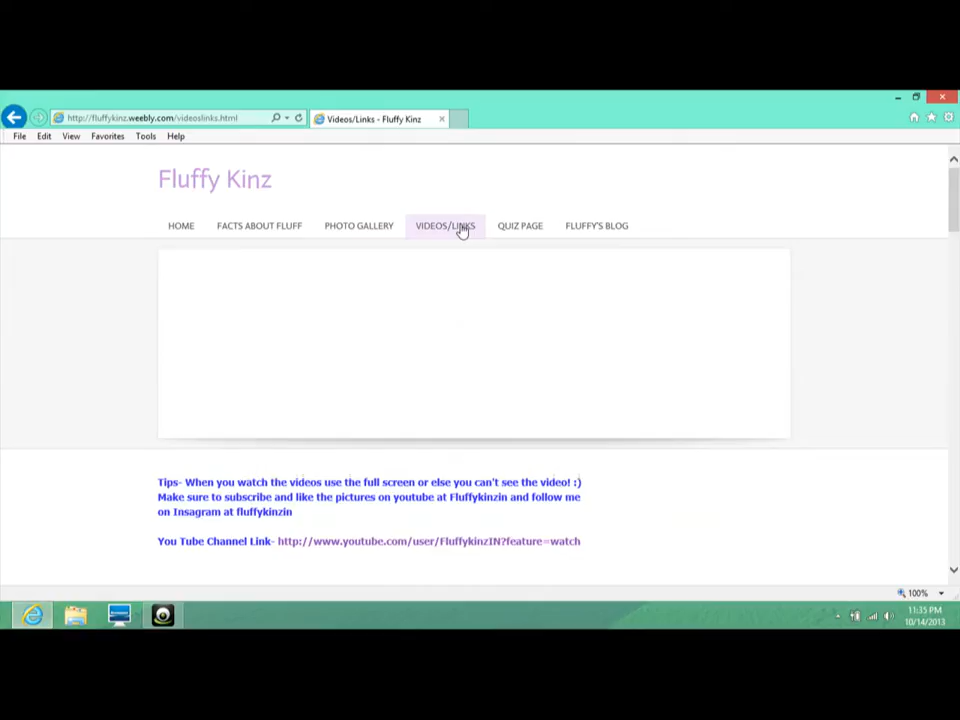 http://fluffykinz.weebly.com/videoslinks.html
Videos/Links - Fluffy Kinz
File Edit View Favorites Tools Help
Fluffy Kinz
HOME FACTS ABOUT FLUFF PHOTO GALLERY VIDEOS/LINKS QUIZ PAGE FLUFFY'S BLOG
Tips- When you watch the videos use the full screen or else you can't see the video! :)
Make sure to subscribe and like the pictures on youtube at Fluffykinzin and follow me
on Insagram at fluffykinzin
You Tube Channel Link- http://www.youtube.com/user/FluffykinzIN?feature=watch
100%
11:35 PM
10/14/2013